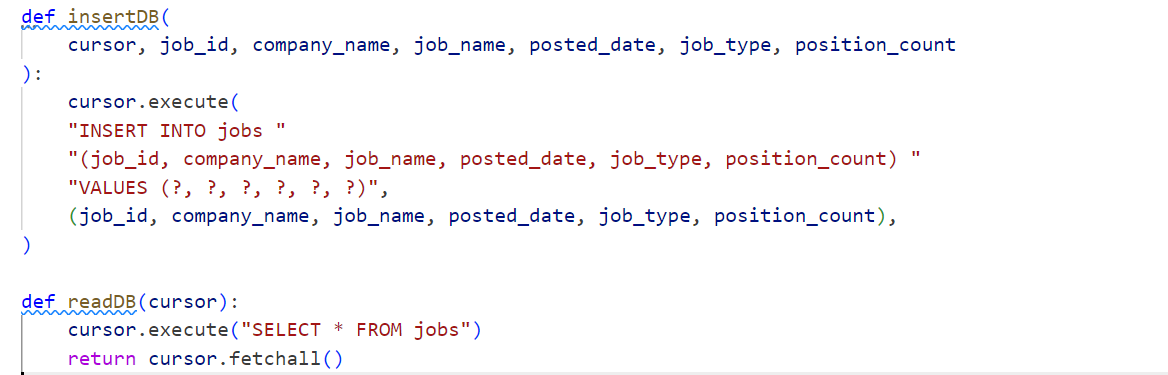 def insertDB(
cursor, job_id, company_name, job_name, posted_date, job_type, position_count
):
cursor.execute(
"INSERT INTO jobs "
"(job_id, company_name, job_name, posted_date, job_type, position_count) "
"VALUES (?, ?, ?, ?, ?, ?)",
(job_id, company_name, job_name, posted_date, job_type, position_count),
)
def readDB(cursor):
cursor.execute("SELECT * FROM jobs")
return cursor.fetchall()